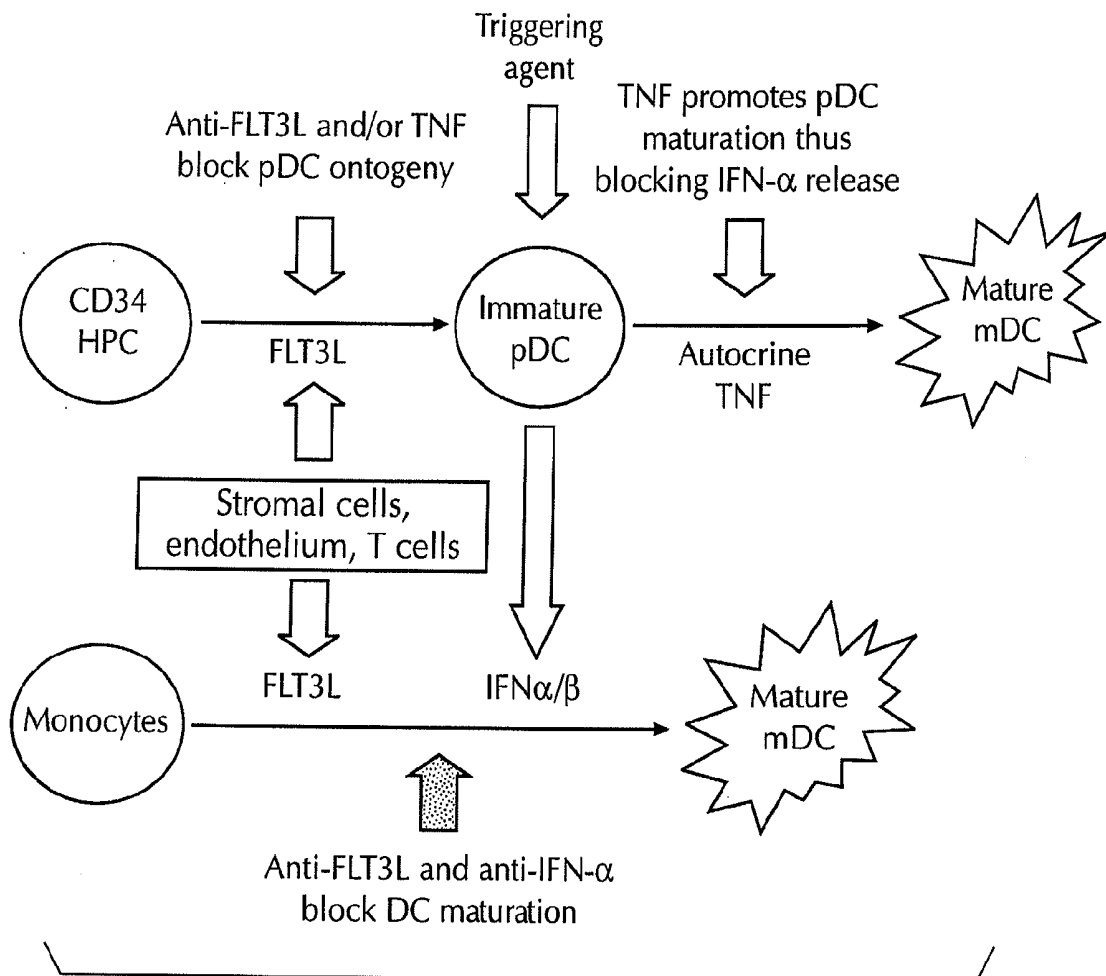 Triggering
agent
TNF promotes pDC
maturation thus
blocking IFN-α release
Anti-FLT3L and/or TNF
block pDC ontogeny
CD34
HPC
FLT3L
Immature
pDC
Autocrine
TNF
Mature
mDC
Stromal cells,
endothelium, T cells
Monocytes
FLT3L
IFNα/β
Mature
mDC
Anti-FLT3L and anti-IFN-α
block DC maturation